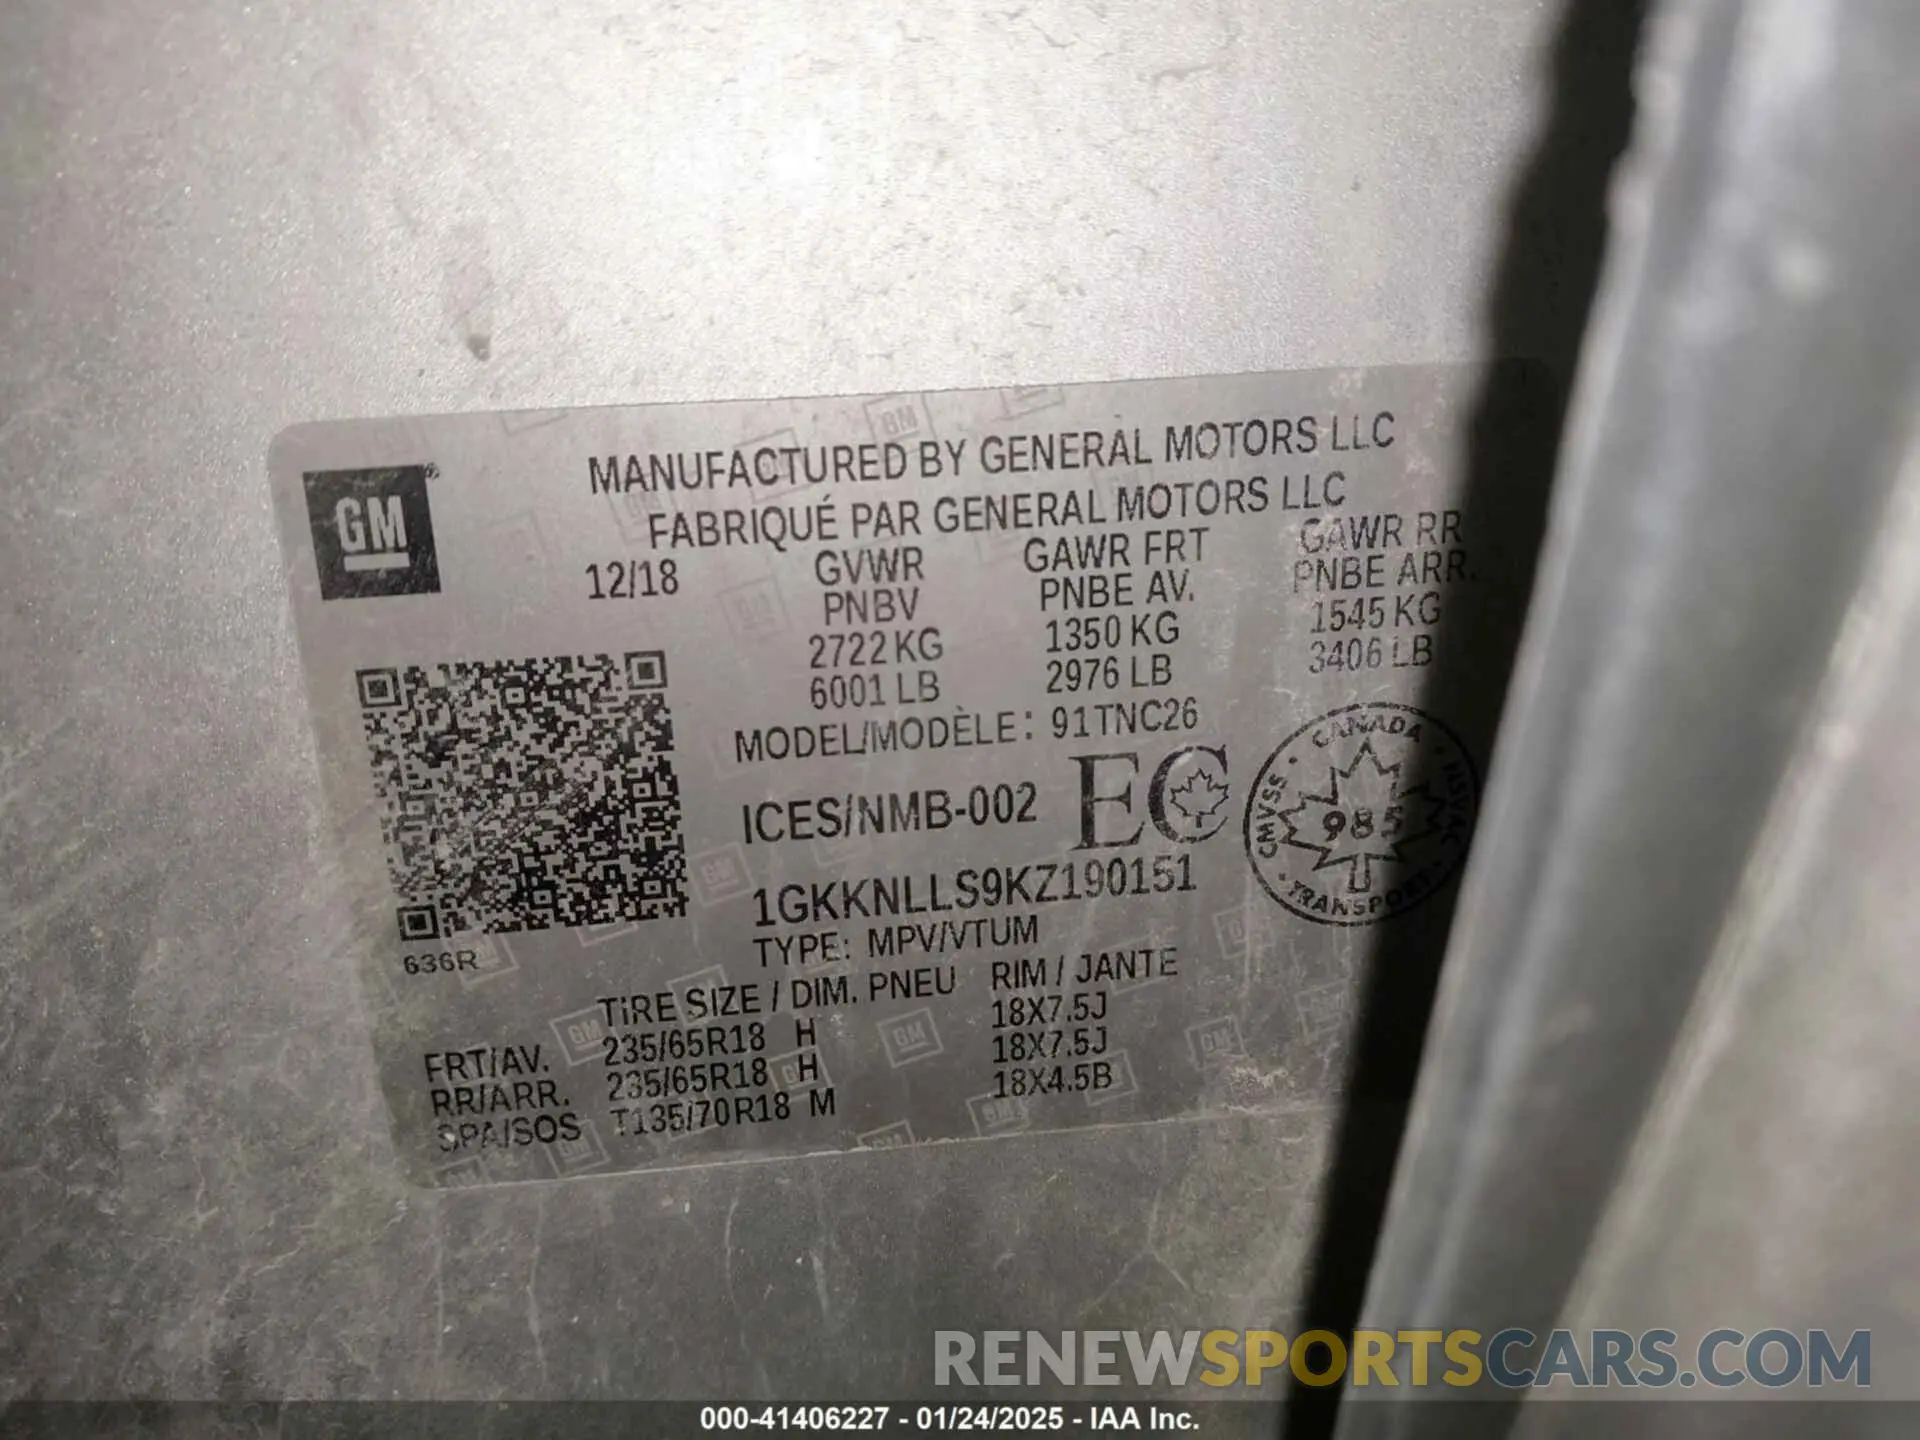 MANUFACTURED BY GENERAL MOTORS LLC
FABRIQUÉ PAR GENERAL MOTORS LLC
GM
12/18
GVWR GAWR FRT GAWR RR
PNBV PNBE AV. PNBE ARR.
2722 KG 1350 KG 1545 KG
6001 LB 2976 LB 3406 LB
MODEL/MODÈLE: 91TNC26
ICES/NMB-002 EC
CANADA
CMVSS · NSVAC
985
TRANSPORT
1GKKNLLS9KZ190151
TYPE: MPV/VTUM
636R
TIRE SIZE / DIM. PNEU RIM / JANTE
FRT/AV. 235/65R18 H 18X7.5J
RR/ARR. 235/65R18 H 18X7.5J
SPA/SOS T135/70R18 M 18X4.5B
RENEWSPORTSCARS.COM
000-41406227 - 01/24/2025 - IAA Inc.